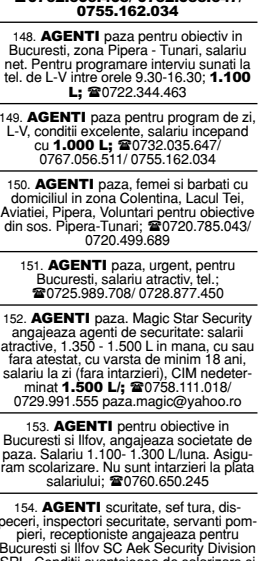 0755.162.034
148. AGENTI paza pentru obiectiv in
Bucuresti, zona Pipera - Tunari, salariu
net. Pentru programare interviu sunati la
tel. de L-V intre orele 9.30-16.30; 1.100
L; ☎0722.344.463
149. AGENTI paza pentru program de zi,
L-V, conditii excelente, salariu incepand
cu 1.000 L; ☎0732.035.647/
0767.056.511/ 0755.162.034
150. AGENTI paza, femei si barbati cu
domiciliul in zona Colentina, Lacul Tei,
Aviatiei, Pipera, Voluntari pentru obiective
din sos. Pipera-Tunari; ☎0720.785.043/
0720.499.689
151. AGENTI paza, urgent, pentru
Bucuresti, salariu atractiv, tel.;
☎0725.989.708/ 0728.877.450
152. AGENTI paza. Magic Star Security
angajeaza agenti de securitate: salarii
atractive, 1.350 - 1.500 L in mana, cu sau
fara atestat, cu varsta de minim 18 ani,
salariu la zi (fara intarzieri), CIM nedeter-
minat 1.500 L/; ☎0758.111.018/
0729.991.555 paza.magic@yahoo.ro
153. AGENTI pentru obiective in
Bucuresti si Ilfov, angajeaza societate de
paza. Salariu 1.100- 1.300 L/luna. Asigu-
ram scolarizare. Nu sunt intarzieri la plata
salariului; ☎0760.650.245
154. AGENTI scuritate, sef tura, dis-
peceri, inspectori securitate, servanti pom-
pieri, receptioniste angajeaza pentru
Bucuresti si Ilfov SC Aek Security Division